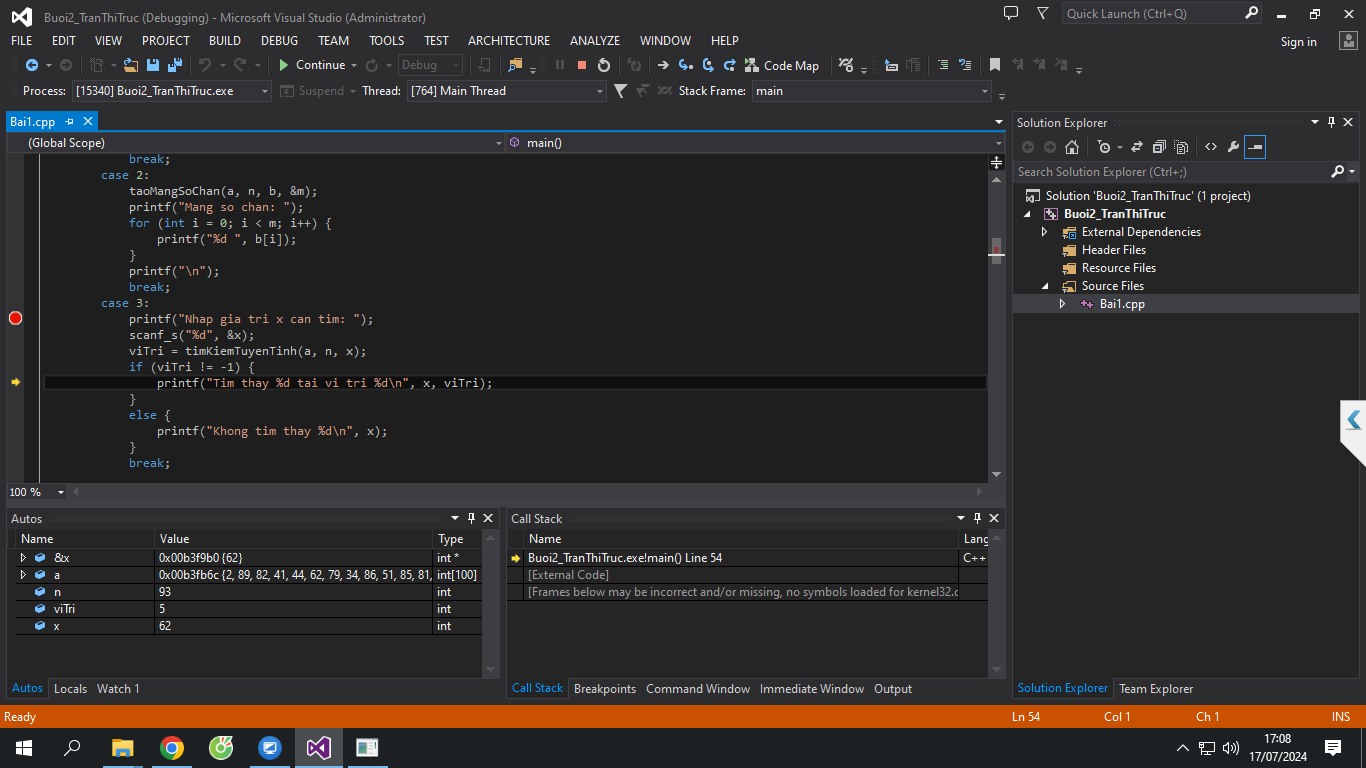 Buoi2_TranThiTruc (Debugging) - Microsoft Visual Studio (Administrator)
Quick Launch (Ctrl+Q)
FILE EDIT VIEW PROJECT BUILD DEBUG TEAM TOOLS TEST ARCHITECTURE ANALYZE WINDOW HELP
Sign in
Continue Debug Code Map
Process: [15340] Buoi2_TranThiTruc.exe Suspend Thread: [764] Main Thread Stack Frame: main
Bai1.cpp
(Global Scope) main()
break;
case 2:
taoMangSoChan(a, n, b, &m);
printf("Mang so chan: ");
for (int i = 0; i < m; i++) {
printf("%d ", b[i]);
}
printf("\n");
break;
case 3:
printf("Nhap gia tri x can tim: ");
scanf_s("%d", &x);
viTri = timKiemTuyenTinh(a, n, x);
if (viTri != -1) {
printf("Tim thay %d tai vi tri %d\n", x, viTri);
}
else {
printf("Khong tim thay %d\n", x);
}
break;
100 %
Solution Explorer
Search Solution Explorer (Ctrl+;)
Solution 'Buoi2_TranThiTruc' (1 project)
Buoi2_TranThiTruc
External Dependencies
Header Files
Resource Files
Source Files
Bai1.cpp
Autos
Name Value Type
&x 0x00b3f9b0 {62} int *
a 0x00b3fb6c {2, 89, 82, 41, 44, 62, 79, 34, 86, 51, 85, 81, int[100]
n 93 int
viTri 5 int
x 62 int
Autos Locals Watch 1
Call Stack
Name Lang
Buoi2_TranThiTruc.exe!main() Line 54 C++
[External Code]
[Frames below may be incorrect and/or missing, no symbols loaded for kernel32.d
Call Stack Breakpoints Command Window Immediate Window Output
Solution Explorer Team Explorer
Ready Ln 54 Col 1 Ch 1 INS
17:08
17/07/2024